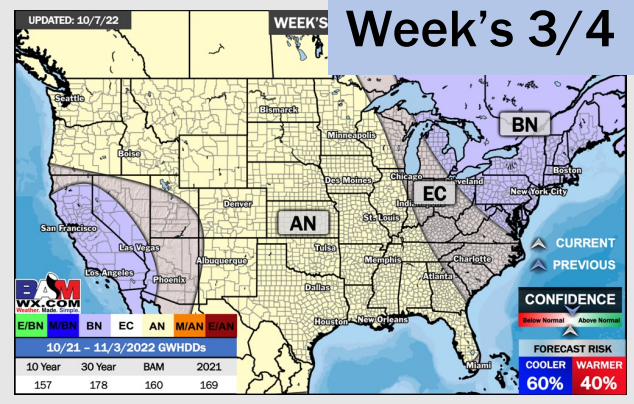 UPDATED: 10/7/22
WEEK'S
Week's 3/4
Seattle
Bismarck
Minneapolis
BN
Boise
Boston
Des Moines
Chicago
EC
New York City
Denver
AN
St. Louis
San Francisco
Las Vegas
Tulsa
Memphis
Charlotte
CURRENT
Albuquerque
Los Angeles
Phoenix
PREVIOUS
Atlanta
Dallas
BAM
WX.COM
Weather. Made. Simple.
CONFIDENCE
Below Normal
Above Normal
Houston
New Orleans
E/BN M/BN BN EC AN M/AN E/AN
FORECAST RISK
10/21 – 11/3/2022 GWHDDs
COOLER WARMER
Miami
10 Year 30 Year BAM 2021
60% 40%
157 178 160 169